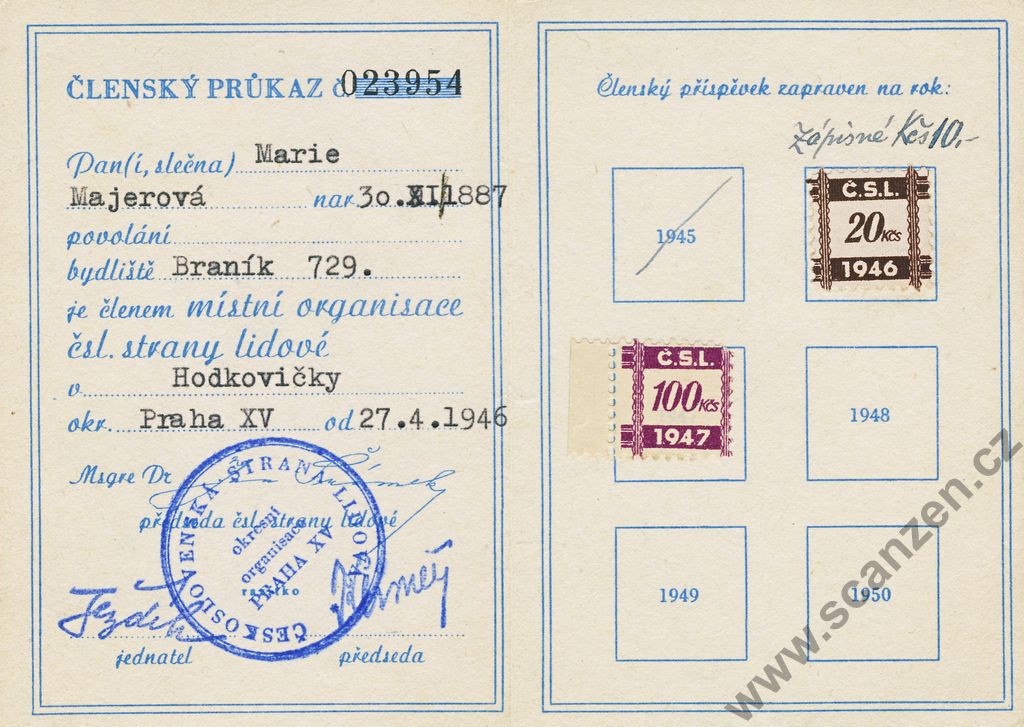 ČLENSKÝ PRŮKAZ č. 023954
Pan(í, slečna) Marie
Majerová nar. 30.XI/1887
povolání
bydliště Braník 729.
je členem místní organisace
čsl. strany lidové
v Hodkovičky
okr. Praha XV od 27.4.1946
Msgre Dr
předseda čsl. strany lidové
ČESKOSLOVENSKÁ STRANA LIDOVÁ
okresní
organisace
PRAHA XV
jednatel předseda
Členský příspěvek zapraven na rok:
Zápisné Kčs 10.-
1945
Č.S.L.
20 Kčs
1946
Č.S.L.
100 Kčs
1947
1948
1949
1950
www.scanzen.cz